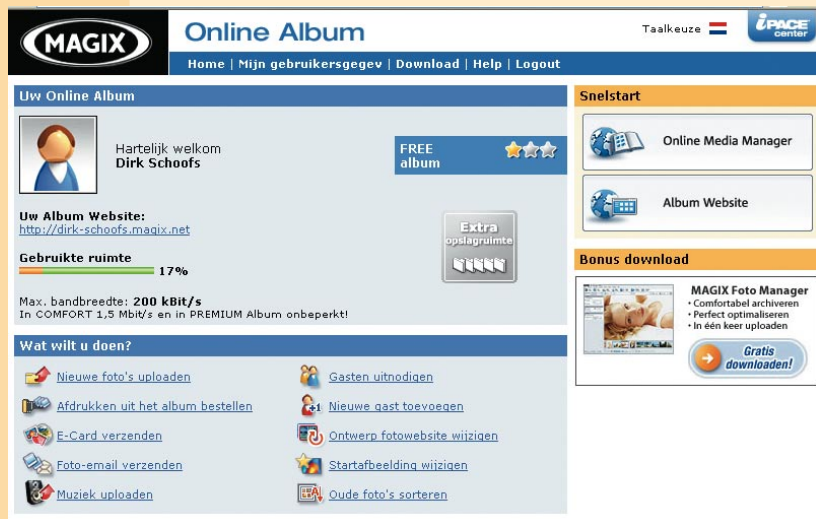 MAGIX
Online Album
Taalkeuze
iPACE
center
Home | Mijn gebruikersgegev | Download | Help | Logout
Uw Online Album
Hartelijk welkom
Dirk Schoofs
FREE
album
Uw Album Website:
http://dirk-schoofs.magix.net
Gebruikte ruimte
17%
Extra
opslagruimte
Max. bandbreedte: 200 kBit/s
In COMFORT 1,5 Mbit/s en in PREMIUM Album onbeperkt!
Wat wilt u doen?
Nieuwe foto's uploaden
Afdrukken uit het album bestellen
E-Card verzenden
Foto-email verzenden
Muziek uploaden
Gasten uitnodigen
+1
Nieuwe gast toevoegen
Ontwerp fotowebsite wijzigen
Startafbeelding wijzigen
Oude foto's sorteren
Snelstart
Online Media Manager
Album Website
Bonus download
MAGIX Foto Manager
• Comfortabel archiveren
• Perfect optimaliseren
• In één keer uploaden
Gratis
downloaden!